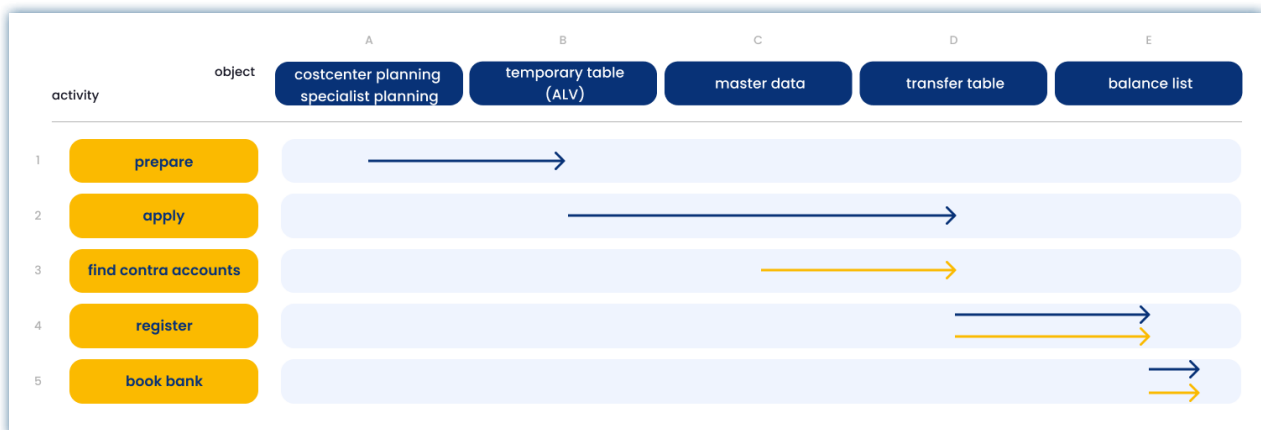 A
B
C
D
E
object
activity
costcenter planning
specialist planning
temporary table
(ALV)
master data
transfer table
balance list
1
prepare
2
apply
3
find contra accounts
4
register
5
book bank